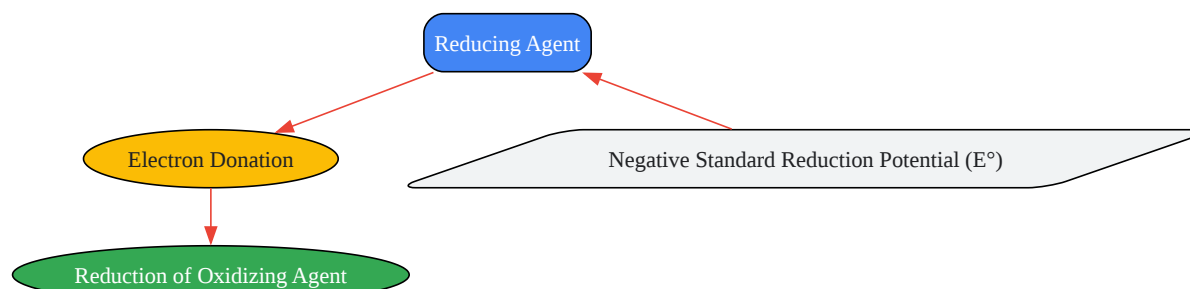 Reducing Agent
Electron Donation
Negative Standard Reduction Potential (E°)
Reduction of Oxidizing Agent